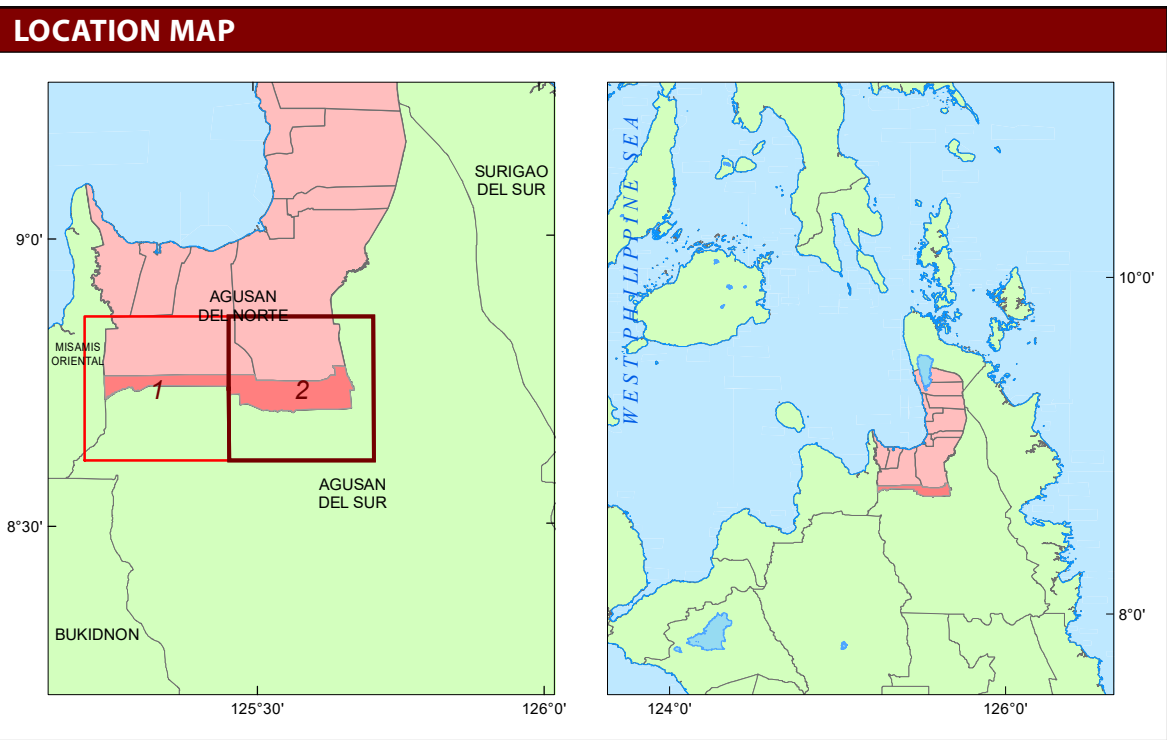 LOCATION MAP
SURIGAO
DEL SUR
9°0'
AGUSAN
DEL NORTE
MISAMIS
ORIENTAL
1
2
AGUSAN
DEL SUR
8°30'
BUKIDNON
125°30'
126°0'
WEST PHILIPPINE SEA
10°0'
8°0'
124°0'
126°0'